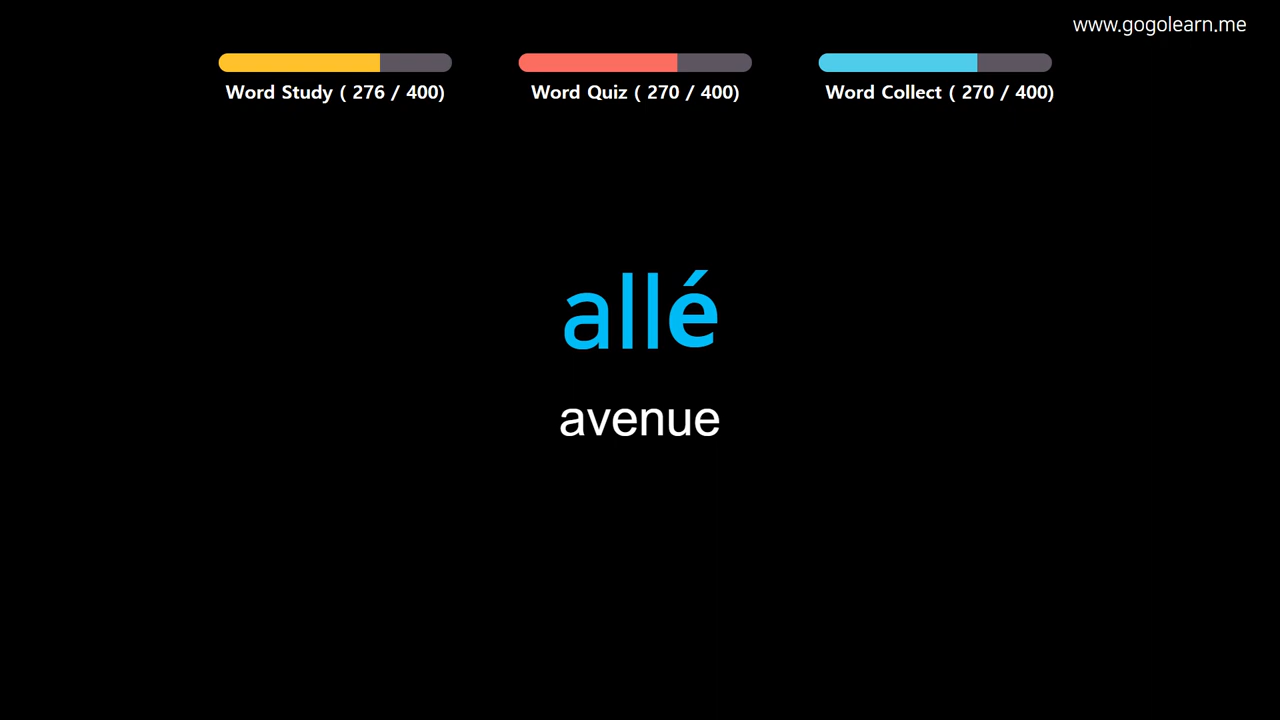 www.gogolearn.me
Word Study ( 276 / 400)
Word Quiz ( 270 / 400)
Word Collect ( 270 / 400)
allé
avenue